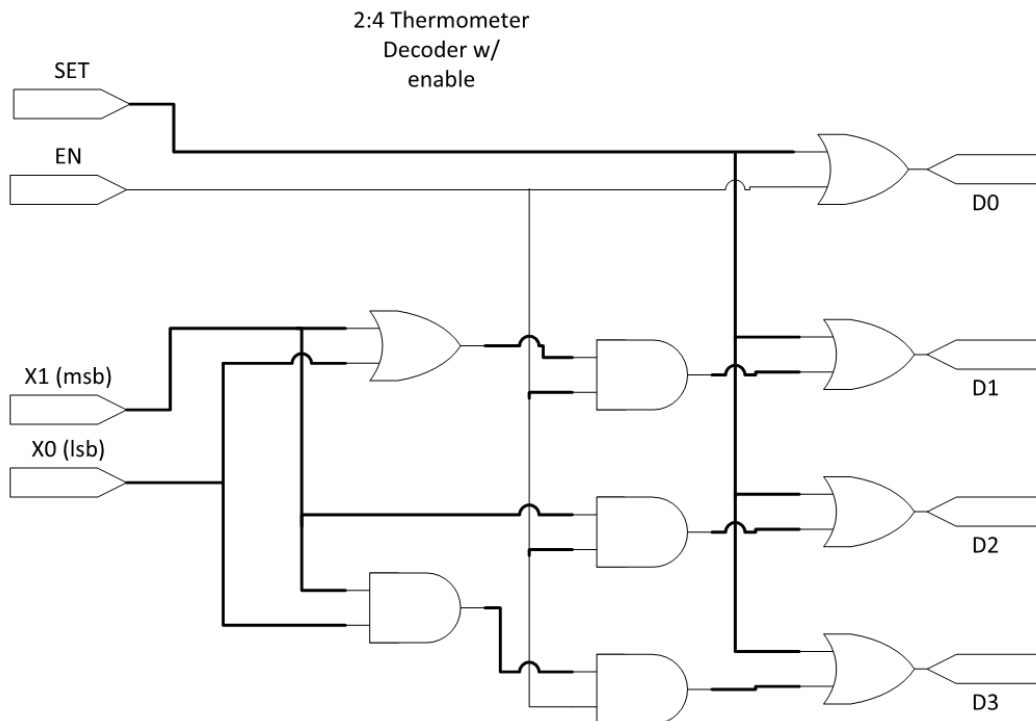 2:4 Thermometer
Decoder w/
enable
SET
EN
D0
X1 (msb)
D1
X0 (lsb)
D2
D3